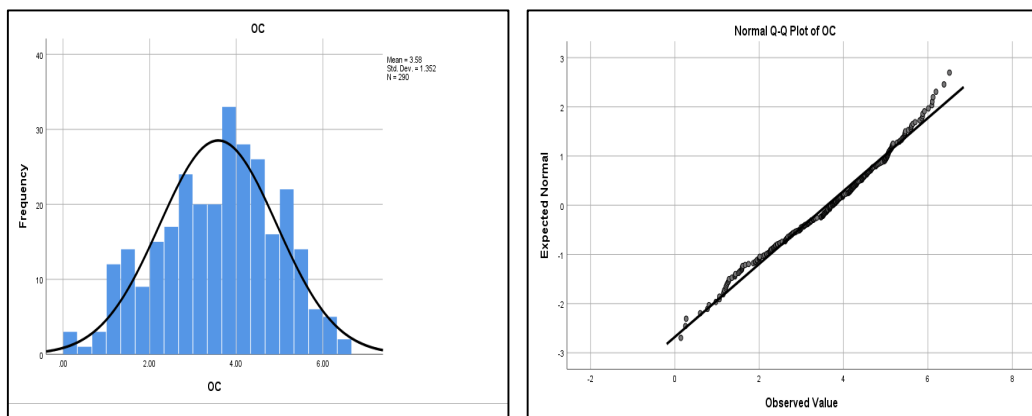 OC
Mean = 3.58
Std. Dev. = 1.352
N = 290
40
30
20
10
0
Frequency
.00 2.00 4.00 6.00
OC
Normal Q-Q Plot of OC
3
2
1
0
-1
-2
-3
Expected Normal
-2 0 2 4 6 8
Observed Value